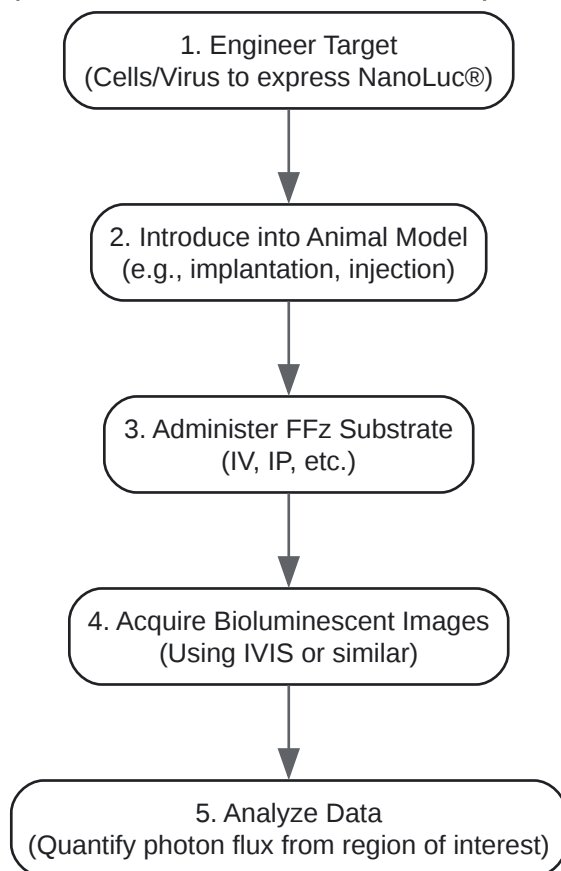 1. Engineer Target
(Cells/Virus to express NanoLuc®)
2. Introduce into Animal Model
(e.g., implantation, injection)
3. Administer FFz Substrate
(IV, IP, etc.)
4. Acquire Bioluminescent Images
(Using IVIS or similar)
5. Analyze Data
(Quantify photon flux from region of interest)